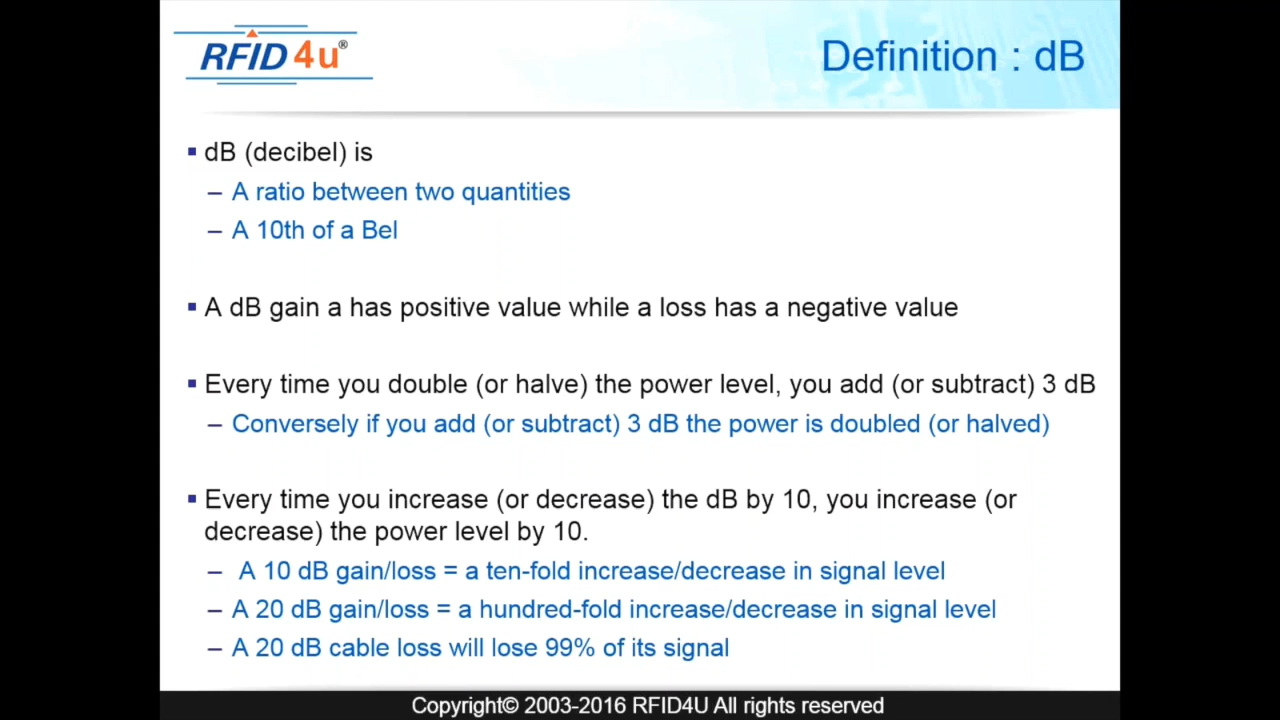 RFID4u®
Definition : dB
▪ dB (decibel) is
– A ratio between two quantities
– A 10th of a Bel
▪ A dB gain a has positive value while a loss has a negative value
▪ Every time you double (or halve) the power level, you add (or subtract) 3 dB
– Conversely if you add (or subtract) 3 dB the power is doubled (or halved)
▪ Every time you increase (or decrease) the dB by 10, you increase (or
decrease) the power level by 10.
– A 10 dB gain/loss = a ten-fold increase/decrease in signal level
– A 20 dB gain/loss = a hundred-fold increase/decrease in signal level
– A 20 dB cable loss will lose 99% of its signal
Copyright© 2003-2016 RFID4U All rights reserved